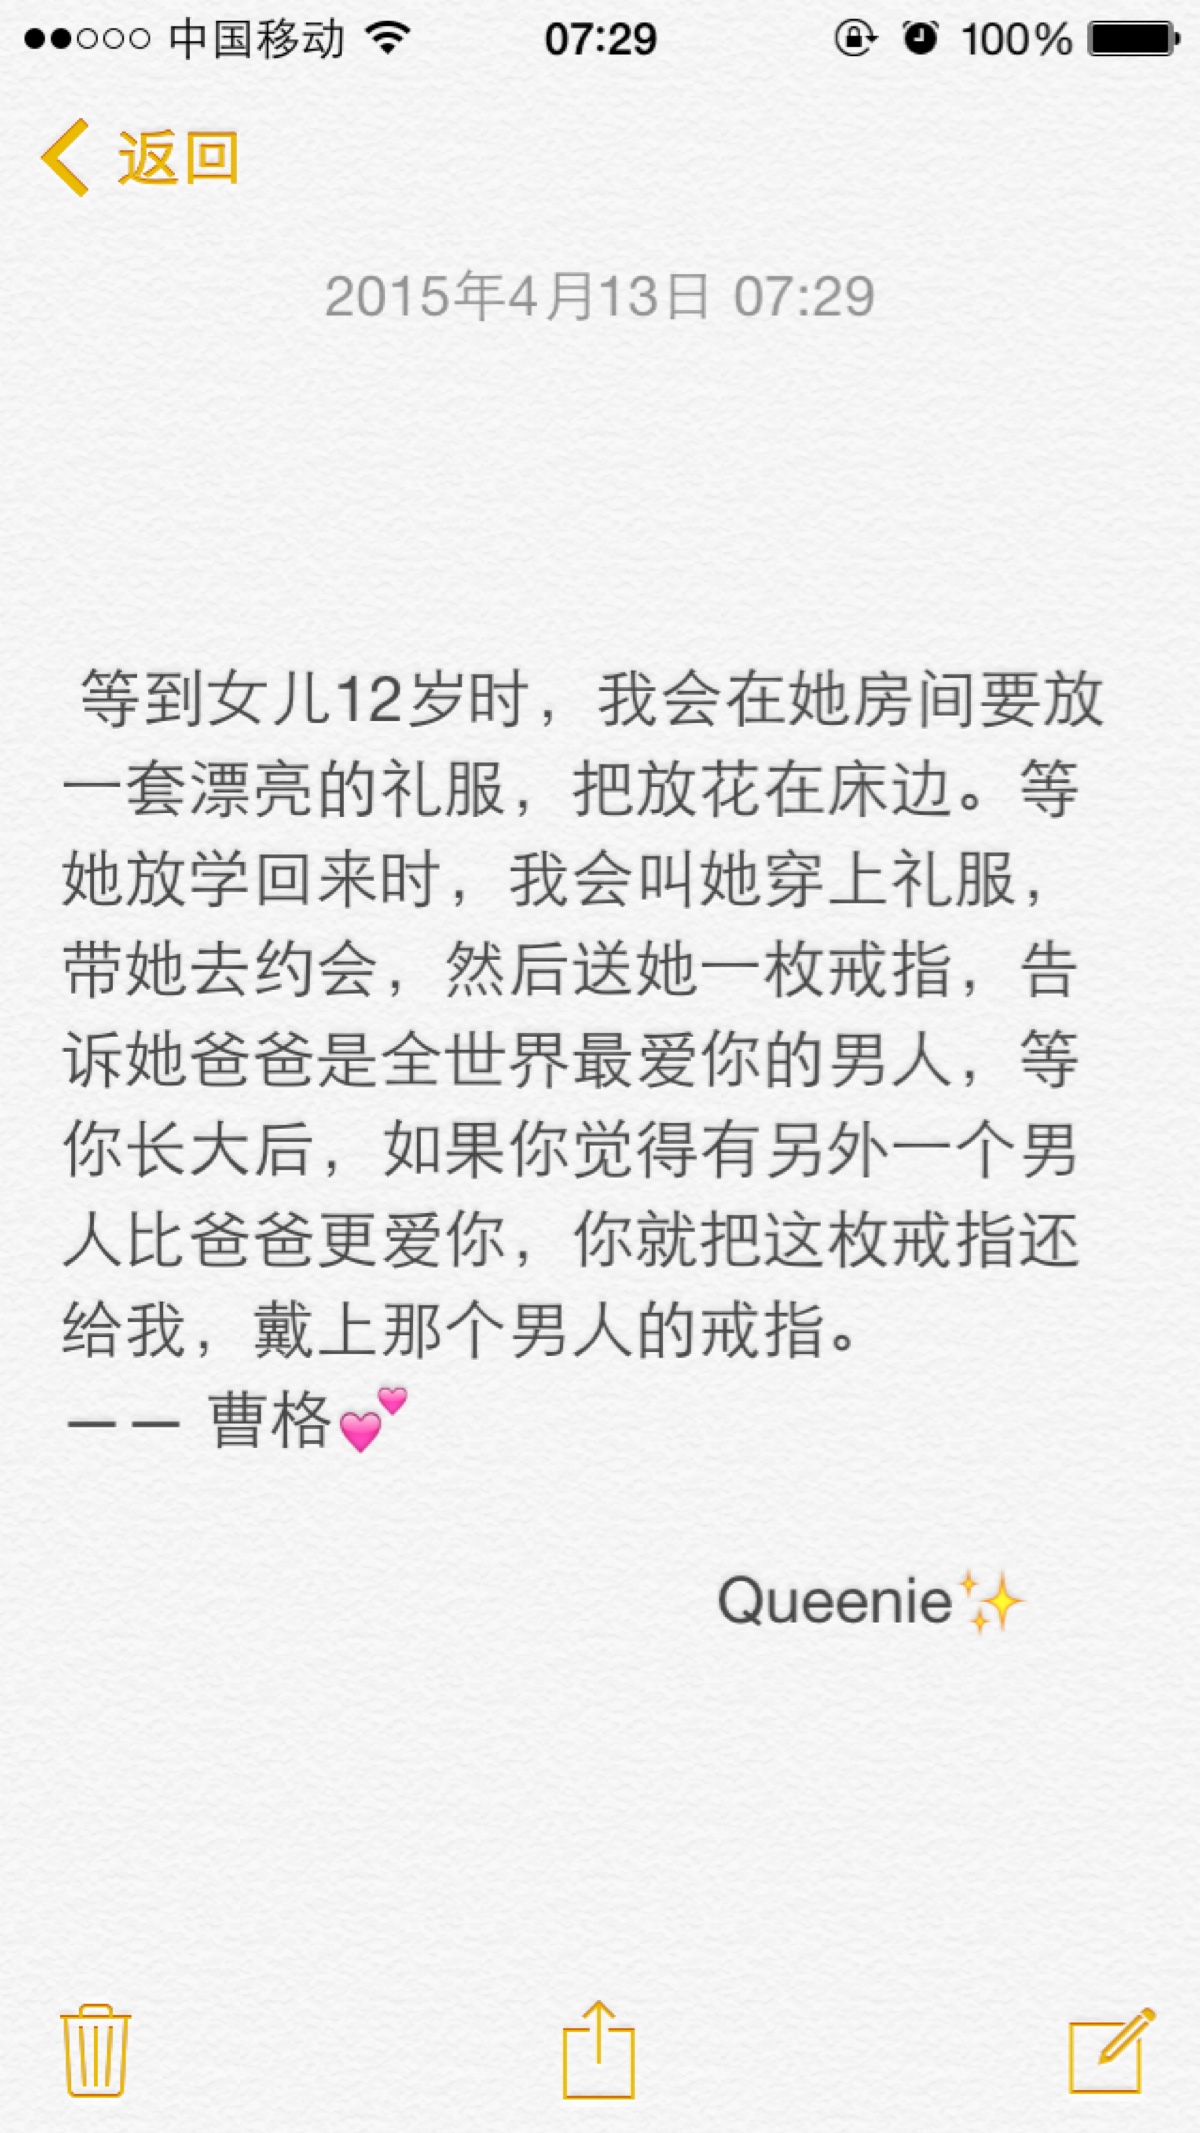 中国移动 07:29 100%
返回
2015年4月13日 07:29
等到女儿12岁时，我会在她房间要放
一套漂亮的礼服，把放花在床边。等
她放学回来时，我会叫她穿上礼服，
带她去约会，然后送她一枚戒指，告
诉她爸爸是全世界最爱你的男人，等
你长大后，如果你觉得有另外一个男
人比爸爸更爱你，你就把这枚戒指还
给我，戴上那个男人的戒指。
—— 曹格💕
Queenie✨